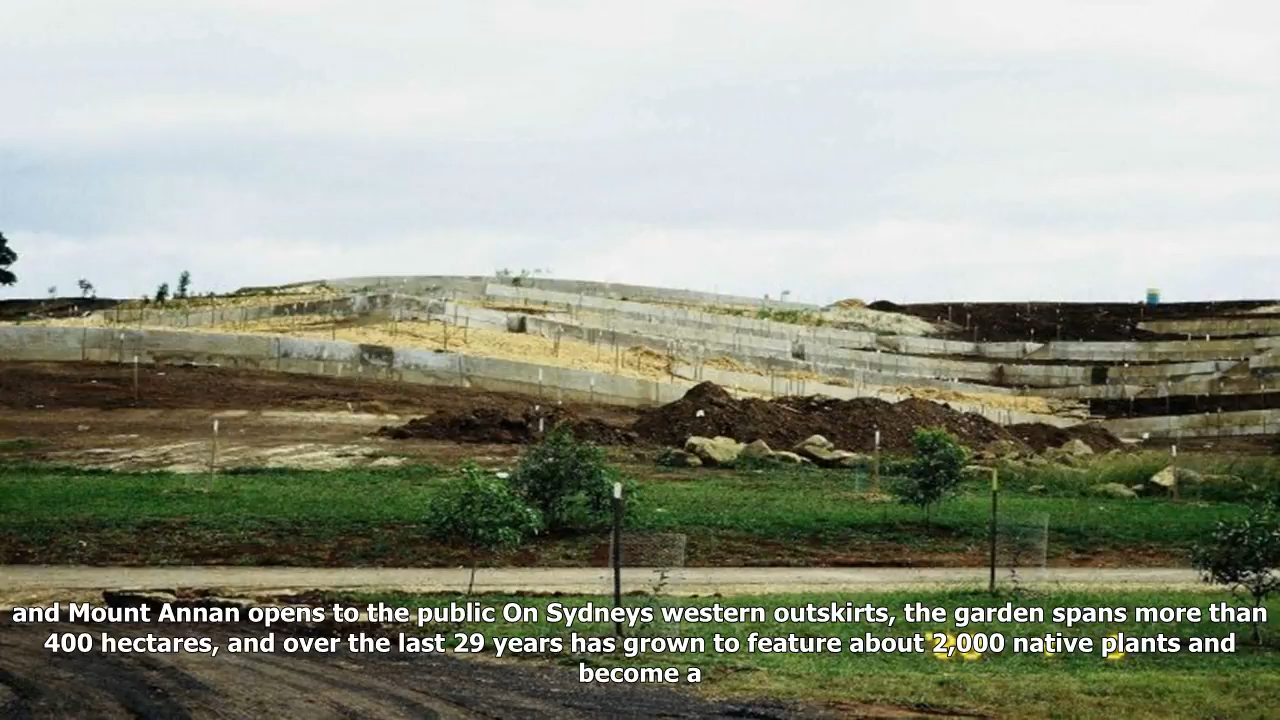 and Mount Annan opens to the public On Sydneys western outskirts, the garden spans more than
400 hectares, and over the last 29 years has grown to feature about 2,000 native plants and
become a